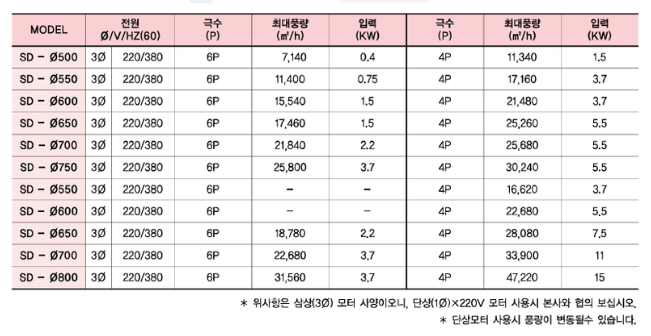 MODEL 전원 Ø/V/HZ(60) 극수 (P) 최대풍량 (㎥/h) 입력 (KW) 극수 (P) 최대풍량 (㎥/h) 입력 (KW)
SD - Ø500 3Ø 220/380 6P 7,140 0.4 4P 11,340 1.5
SD - Ø550 3Ø 220/380 6P 11,400 0.75 4P 17,160 3.7
SD - Ø600 3Ø 220/380 6P 15,540 1.5 4P 21,480 3.7
SD - Ø650 3Ø 220/380 6P 17,460 1.5 4P 25,260 5.5
SD - Ø700 3Ø 220/380 6P 21,840 2.2 4P 25,680 5.5
SD - Ø750 3Ø 220/380 6P 25,800 3.7 4P 30,240 5.5
SD - Ø550 3Ø 220/380 6P - - 4P 16,620 3.7
SD - Ø600 3Ø 220/380 6P - - 4P 22,680 5.5
SD - Ø650 3Ø 220/380 6P 18,780 2.2 4P 28,080 7.5
SD - Ø700 3Ø 220/380 6P 22,680 3.7 4P 33,900 11
SD - Ø800 3Ø 220/380 6P 31,560 3.7 4P 47,220 15
* 위사항은 삼상(3Ø) 모터 사양이오니, 단상(1Ø)×220V 모터 사용시 본사와 협의 보십시오.
* 단상모터 사용시 풍량이 변동될수 있습니다.